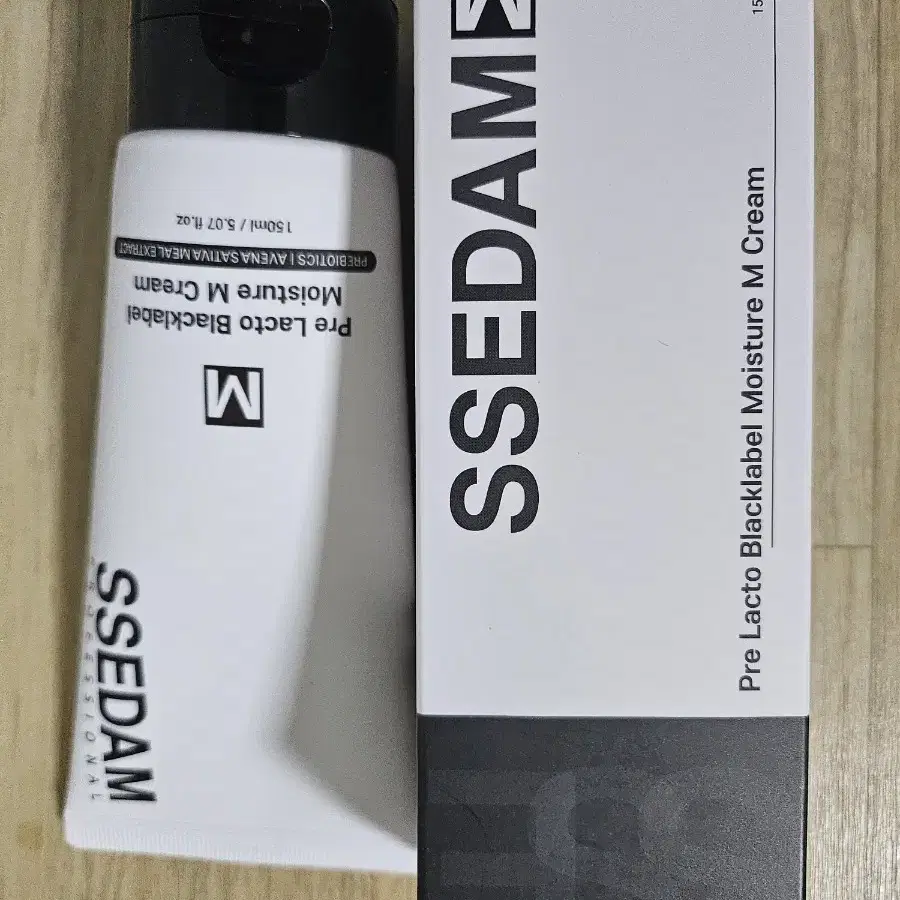 SSEDAM
PROFESSIONAL
M
Pre Lacto Blacklabel
Moisture M Cream
PREBIOTICS I AVENA SATIVA MEAL EXTRACT
150ml / 5.07 fl.oz
SSEDAM M
Pre Lacto Blacklabel Moisture M Cream
15